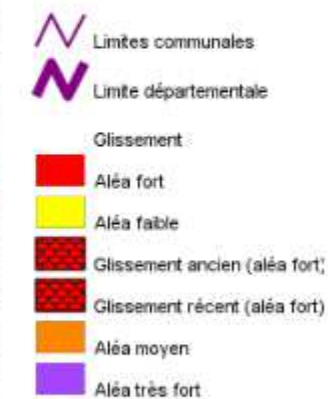 Limites communales
Limite départementale
Glissement
Aléa fort
Aléa faible
Glissement ancien (aléa fort)
Glissement récent (aléa fort)
Aléa moyen
Aléa très fort